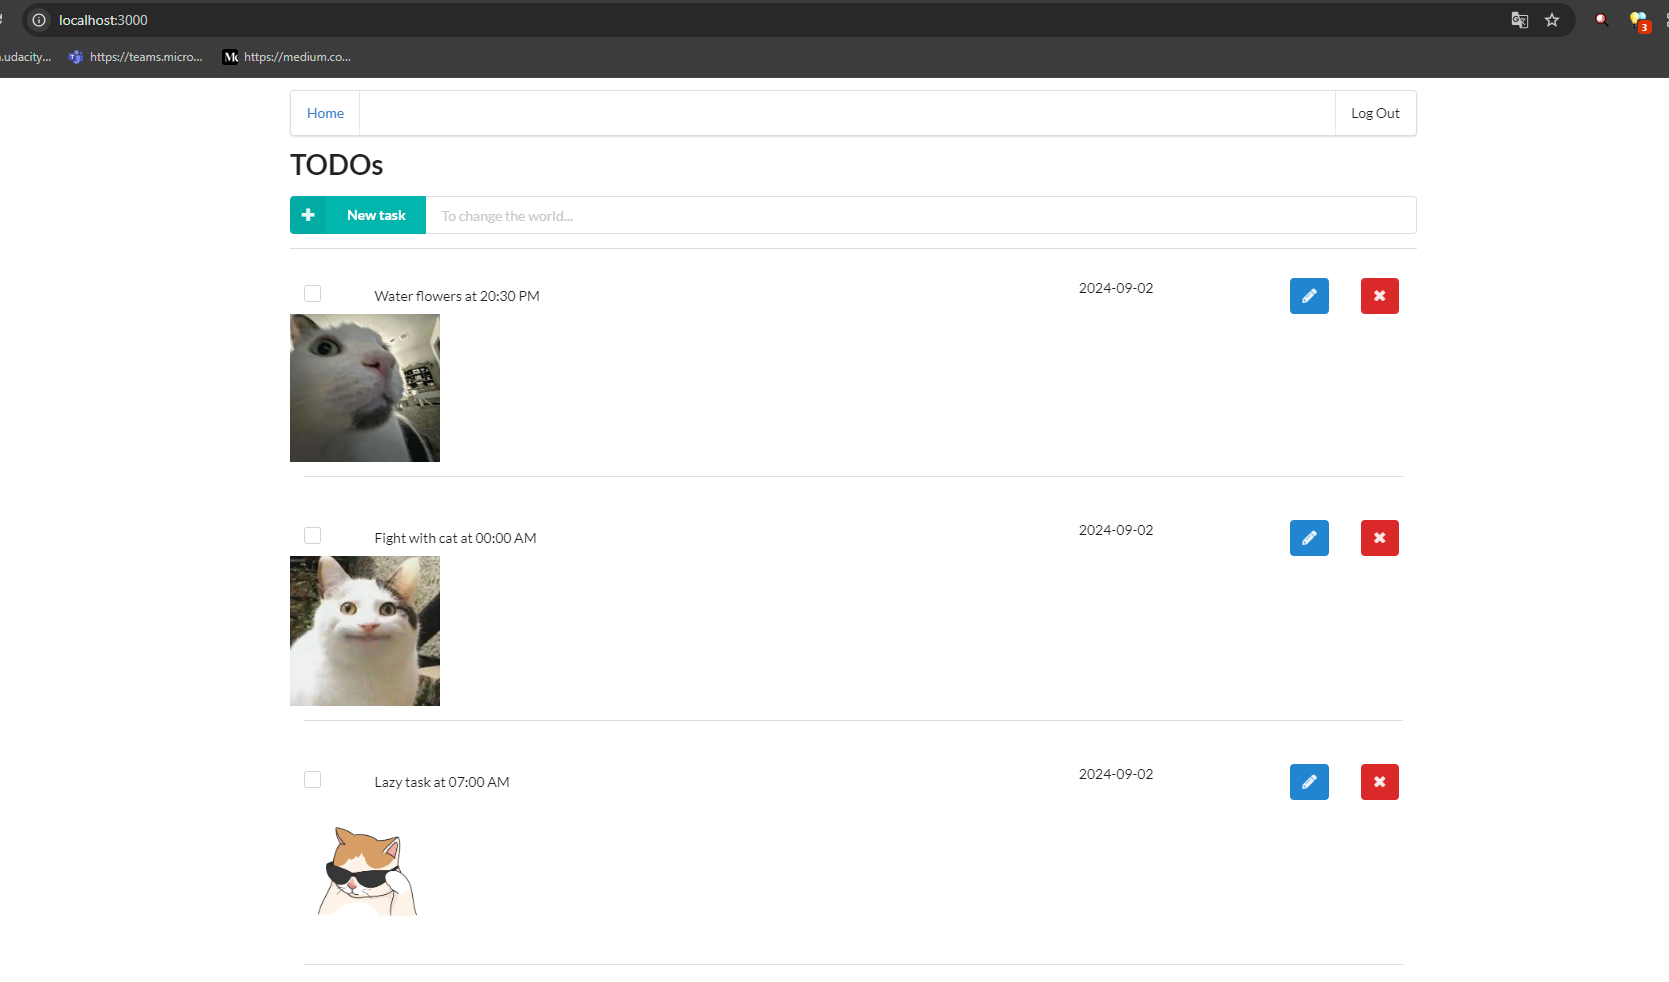 localhost:3000
3
.udacity...
https://teams.micro...
https://medium.co...
Home
Log Out
TODOs
New task
To change the world...
Water flowers at 20:30 PM
2024-09-02
Fight with cat at 00:00 AM
2024-09-02
Lazy task at 07:00 AM
2024-09-02